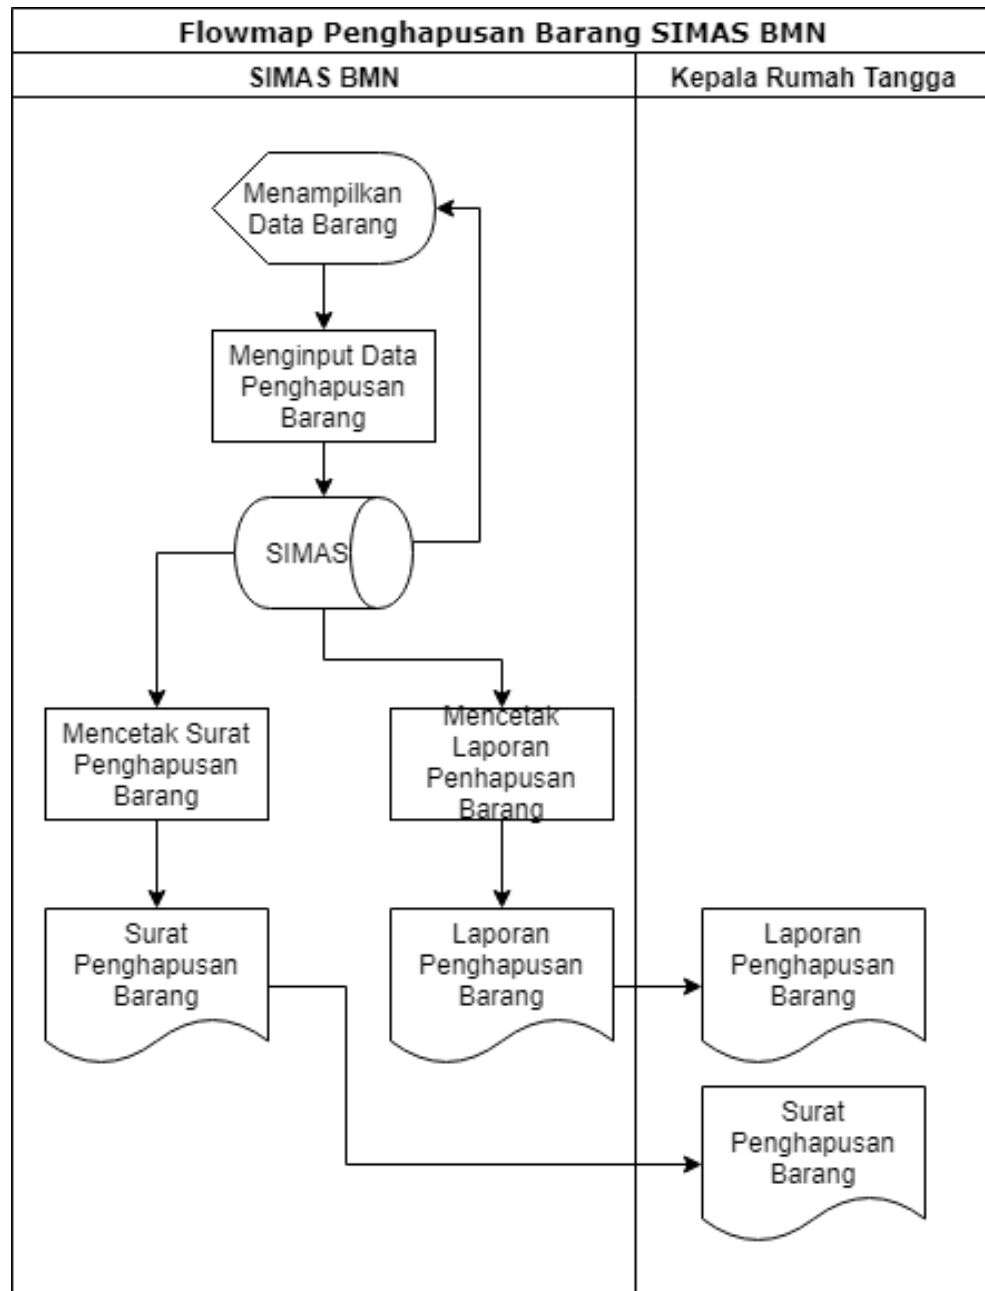 Flowmap Penghapusan Barang SIMAS BMN
SIMAS BMN
Kepala Rumah Tangga
Menampilkan
Data Barang
Menginput Data
Penghapusan
Barang
SIMAS
Mencetak Surat
Penghapusan
Barang
Mencetak
Laporan
Penhapusan
Barang
Surat
Penghapusan
Barang
Laporan
Penghapusan
Barang
Laporan
Penghapusan
Barang
Surat
Penghapusan
Barang